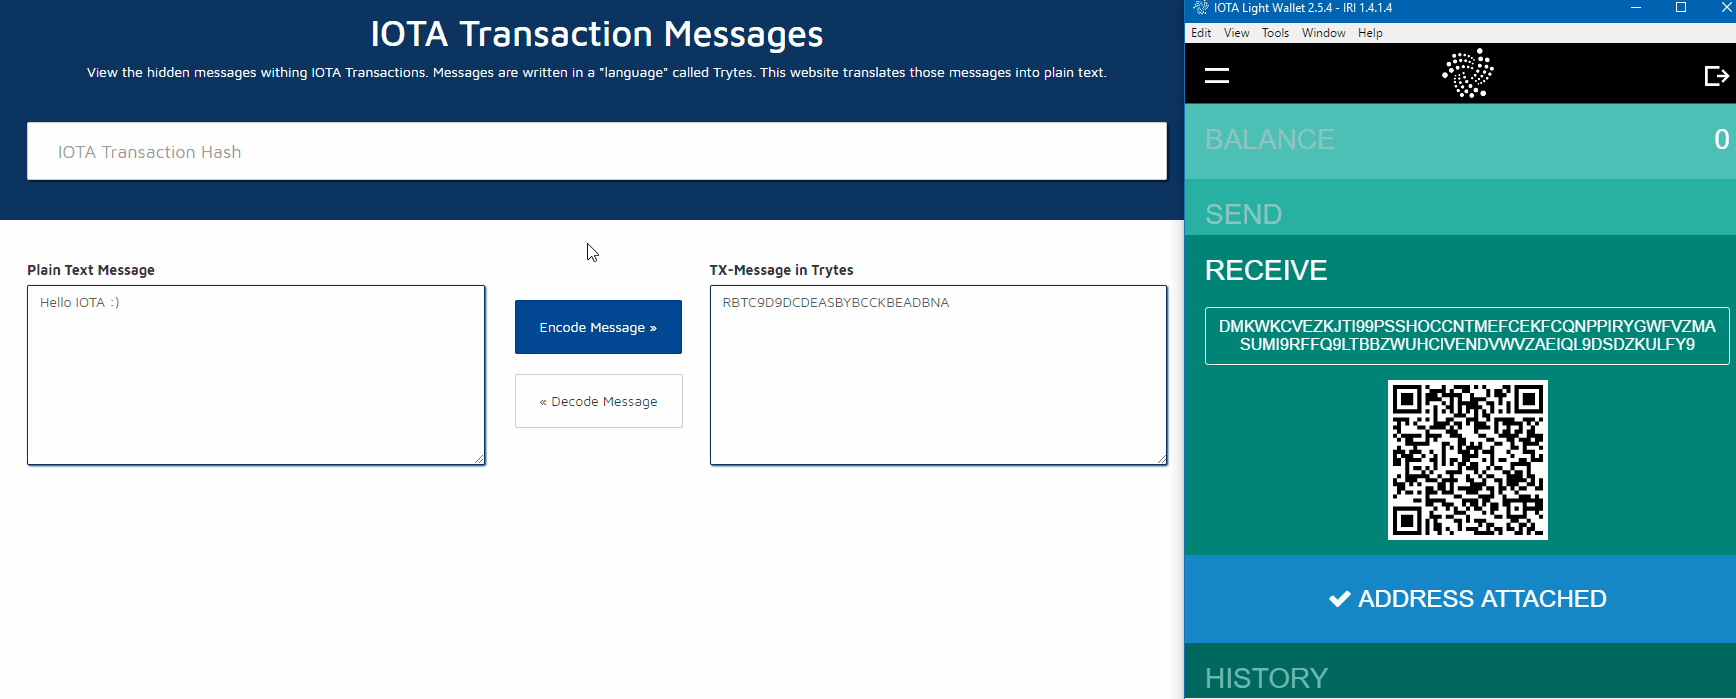 IOTA Transaction Messages
View the hidden messages withing IOTA Transactions. Messages are written in a "language" called Trytes. This website translates those messages into plain text.
IOTA Transaction Hash
Plain Text Message
Hello IOTA :)
Encode Message »
« Decode Message
TX-Message in Trytes
RBTC9D9DCDEASBYBCCKBEADBNA
IOTA Light Wallet 2.5.4 - IRI 1.4.1.4
Edit View Tools Window Help
BALANCE 0
SEND
RECEIVE
DMKWKCVEZKJTI99PSSHOCCNTMEFCEKFCQNPPIRYGWFVZMA
SUMI9RFFQ9LTBBZWUHCIVENDVWVZAEIQL9DSDZKULFY9
ADDRESS ATTACHED
HISTORY